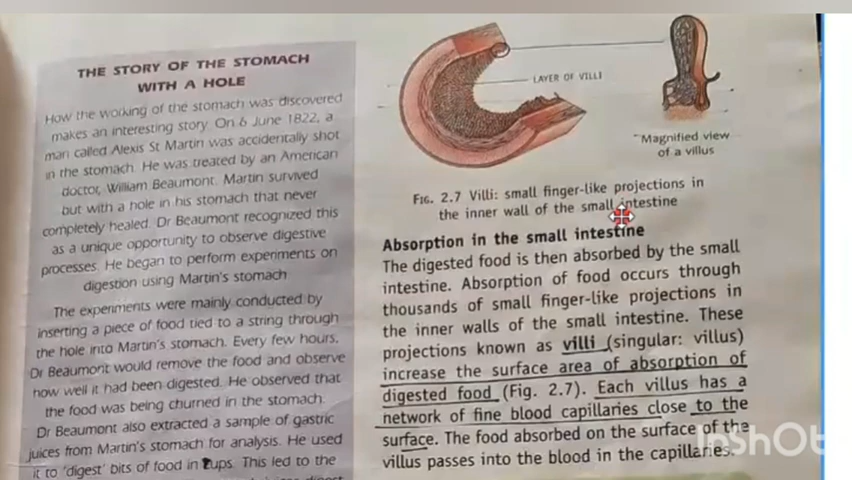 THE STORY OF THE STOMACH
WITH A HOLE
How the working of the stomach was discovered
makes an interesting story. On 6 June 1822, a
man called Alexis St Martin was accidentally shot
in the stomach. He was treated by an American
doctor, William Beaumont. Martin survived
but with a hole in his stomach that never
completely healed. Dr Beaumont recognized this
as a unique opportunity to observe digestive
processes. He began to perform experiments on
digestion using Martin's stomach
The experiments were mainly conducted by
inserting a piece of food tied to a string through
the hole into Martin's stomach. Every few hours,
Dr Beaumont would remove the food and observe
how well it had been digested. He observed that
the food was being churned in the stomach.
Dr Beaumont also extracted a sample of gastric
juices from Martin's stomach for analysis. He used
it to 'digest' bits of food in cups. This led to the
LAYER OF VILLI
Magnified view
of a villus
FIG. 2.7 Villi: small finger-like projections in
the inner wall of the small intestine
Absorption in the small intestine
The digested food is then absorbed by the small
intestine. Absorption of food occurs through
thousands of small finger-like projections in
the inner walls of the small intestine. These
projections known as villi (singular: villus)
increase the surface area of absorption of
digested food (Fig. 2.7). Each villus has a
network of fine blood capillaries close to the
surface. The food absorbed on the surface of the
villus passes into the blood in the capillaries.
InShOt